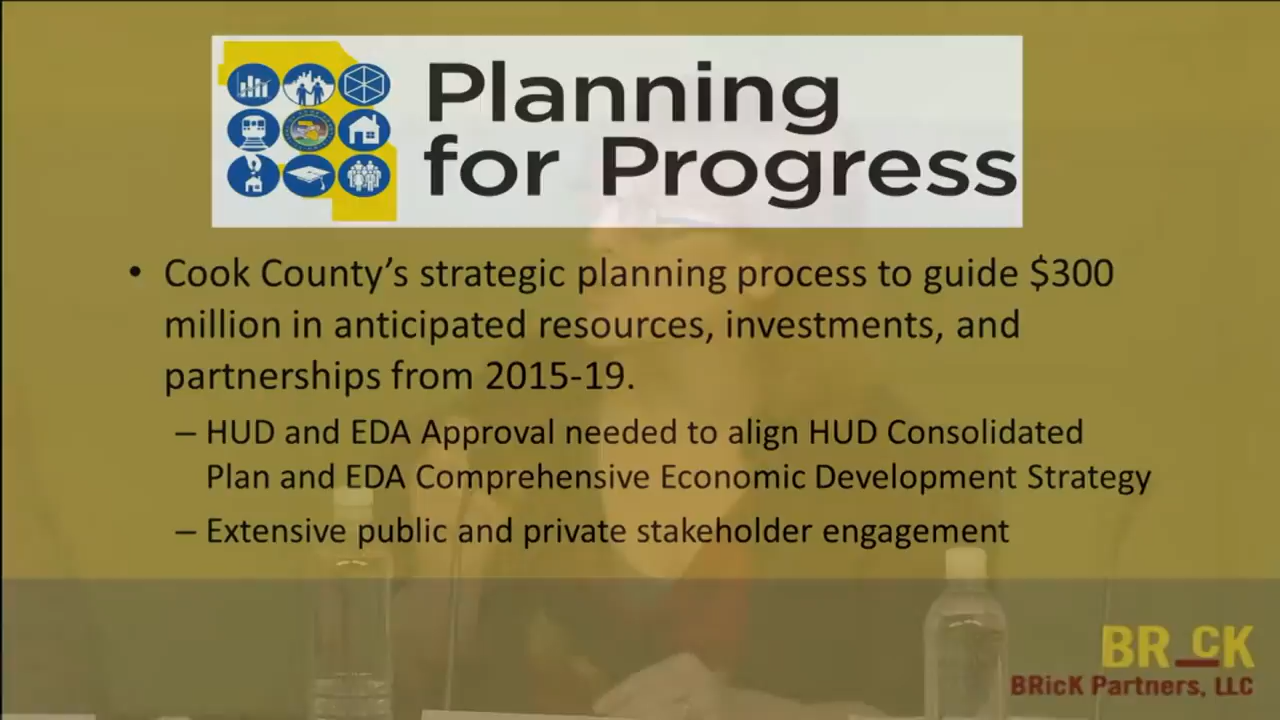 Planning
for Progress
• Cook County's strategic planning process to guide $300
million in anticipated resources, investments, and
partnerships from 2015-19.
– HUD and EDA Approval needed to align HUD Consolidated
Plan and EDA Comprehensive Economic Development Strategy
– Extensive public and private stakeholder engagement
BR_CK
BRicK Partners, LLC